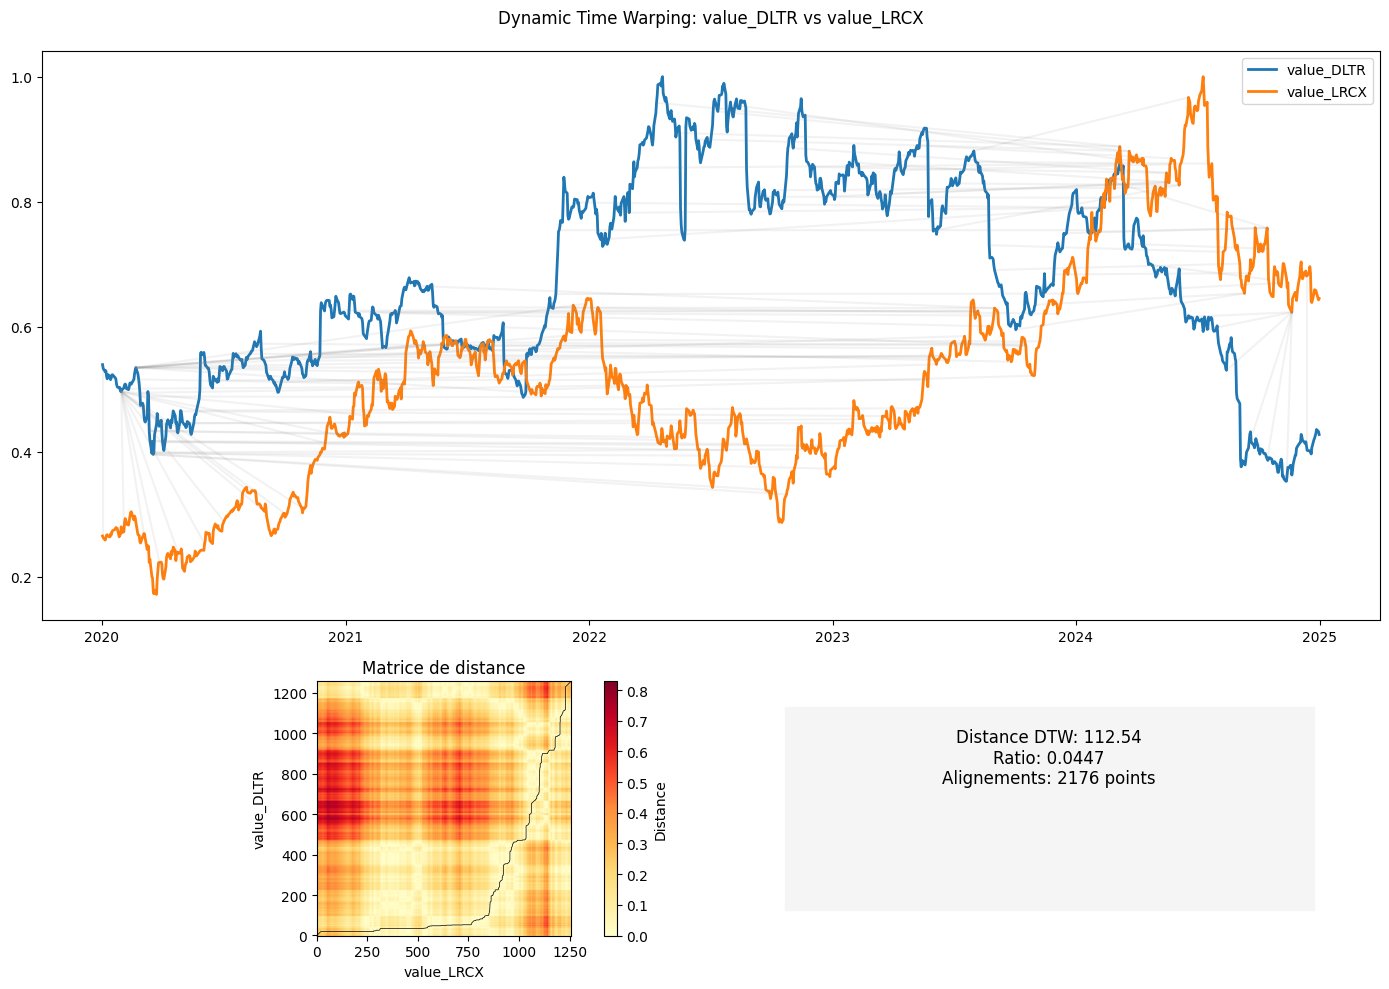 Dynamic Time Warping: value_DLTR vs value_LRCX
value_DLTR
value_LRCX
1.0
0.8
0.6
0.4
0.2
2020 2021 2022 2023 2024 2025
Matrice de distance
value_DLTR
1200
1000
800
600
400
200
0
0 250 500 750 1000 1250
value_LRCX
0.8
0.7
0.6
0.5
0.4
0.3
0.2
0.1
0.0
Distance
Distance DTW: 112.54
Ratio: 0.0447
Alignements: 2176 points